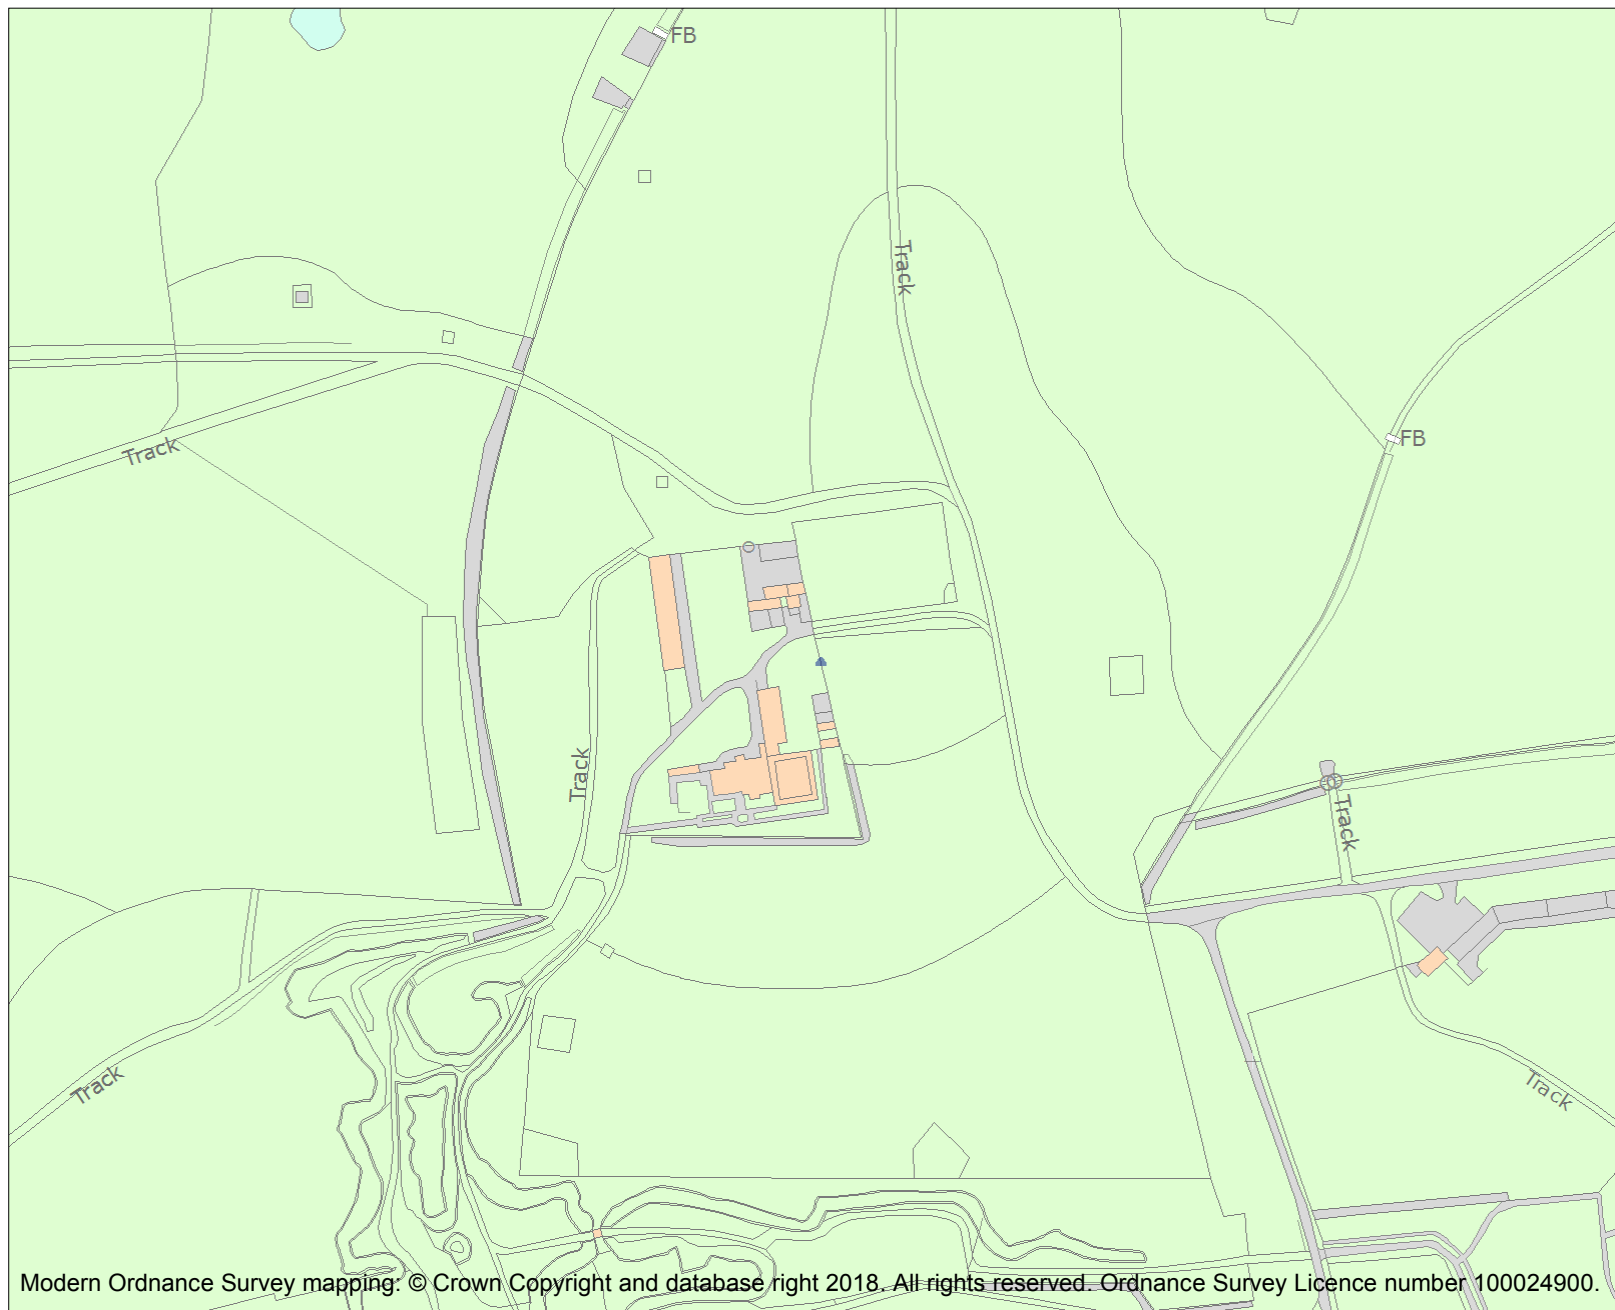 FB
Track
FB
Track
Track
Track
Track
Track
Modern Ordnance Survey mapping: © Crown Copyright and database right 2018. All rights reserved. Ordnance Survey Licence number 100024900.